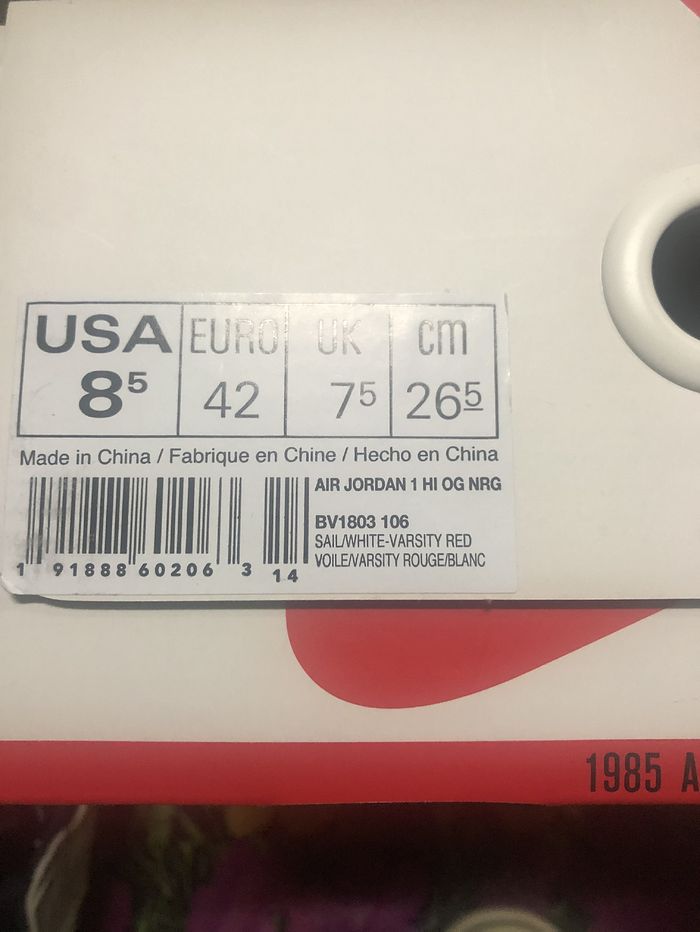 USA EURO UK cm
8⁵ 42 7⁵ 26⁵
Made in China / Fabrique en Chine / Hecho en China
AIR JORDAN 1 HI OG NRG
BV1803 106
SAIL/WHITE-VARSITY RED
VOILE/VARSITY ROUGE/BLANC
1 91888 60206 3 14
1985 A